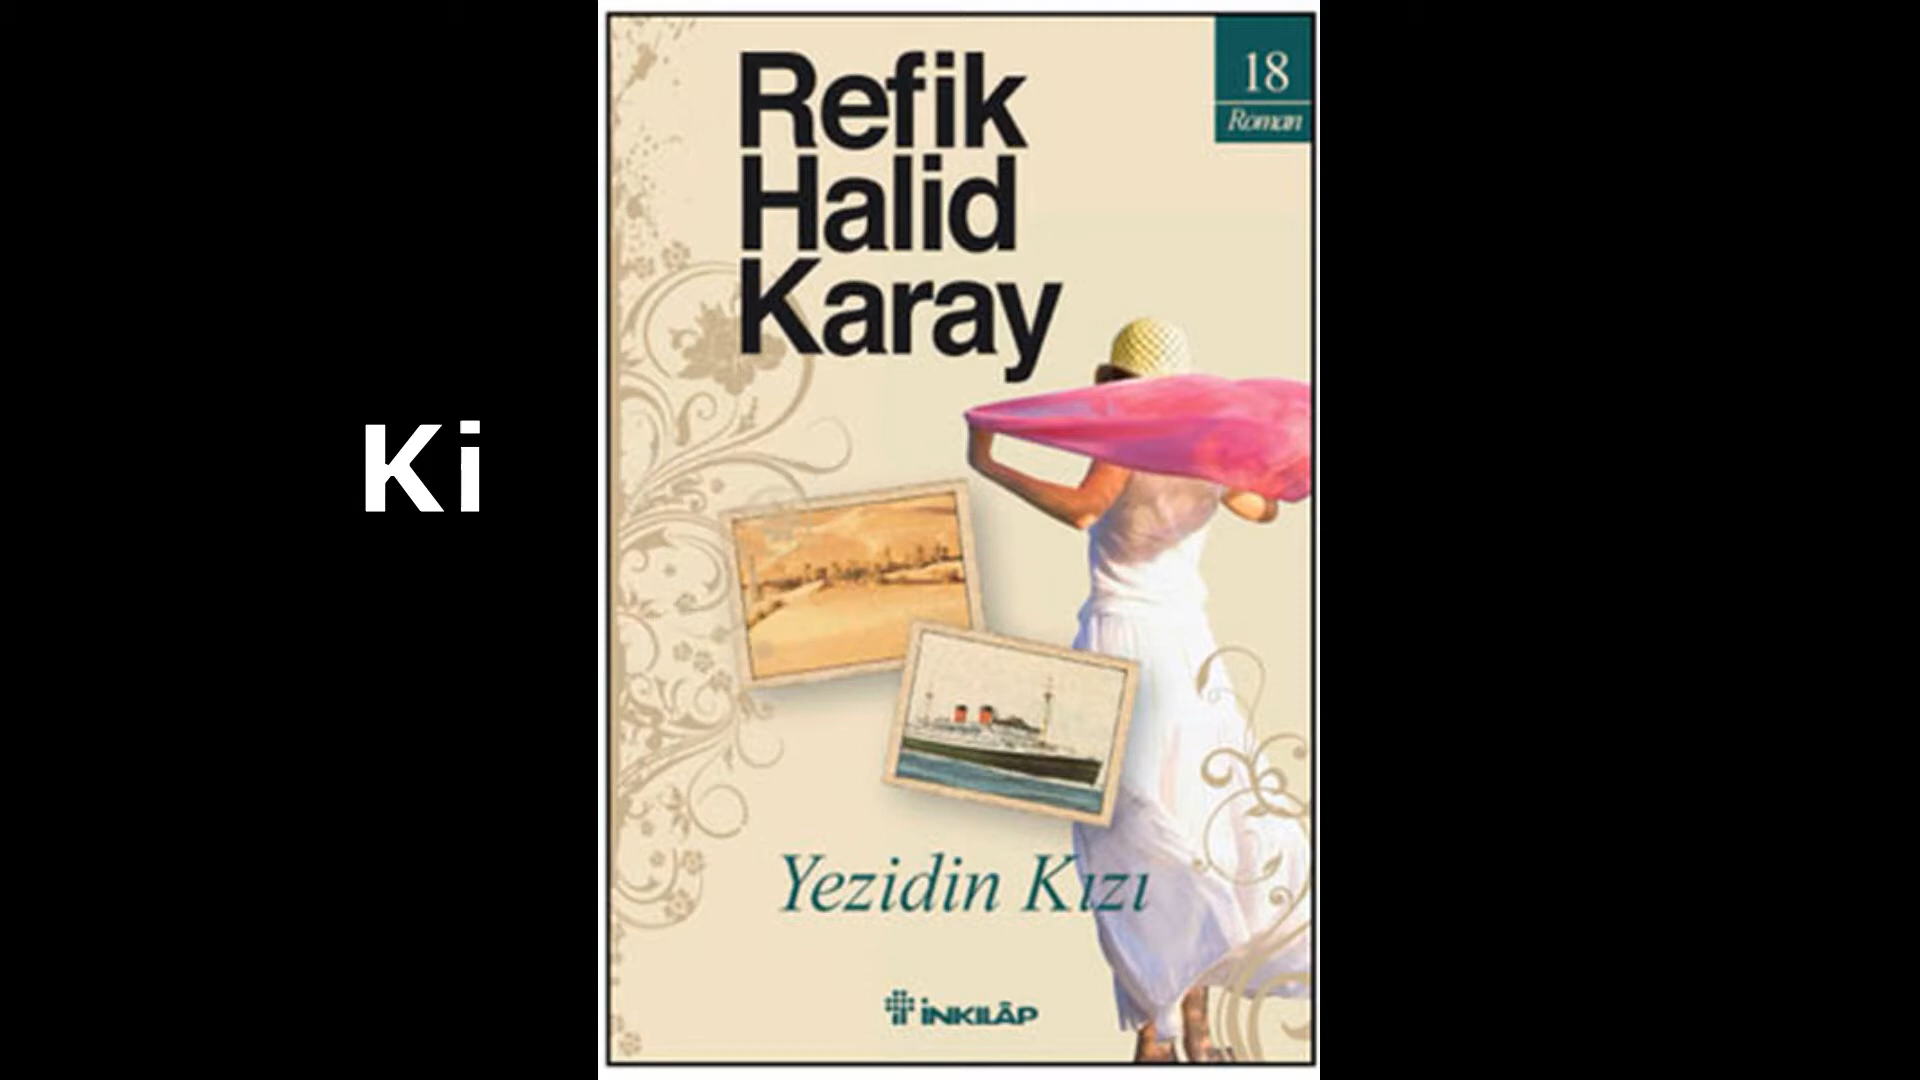 Ki
Refik
Halid
Karay
18
Roman
Yezidin Kızı
İNKILÂP